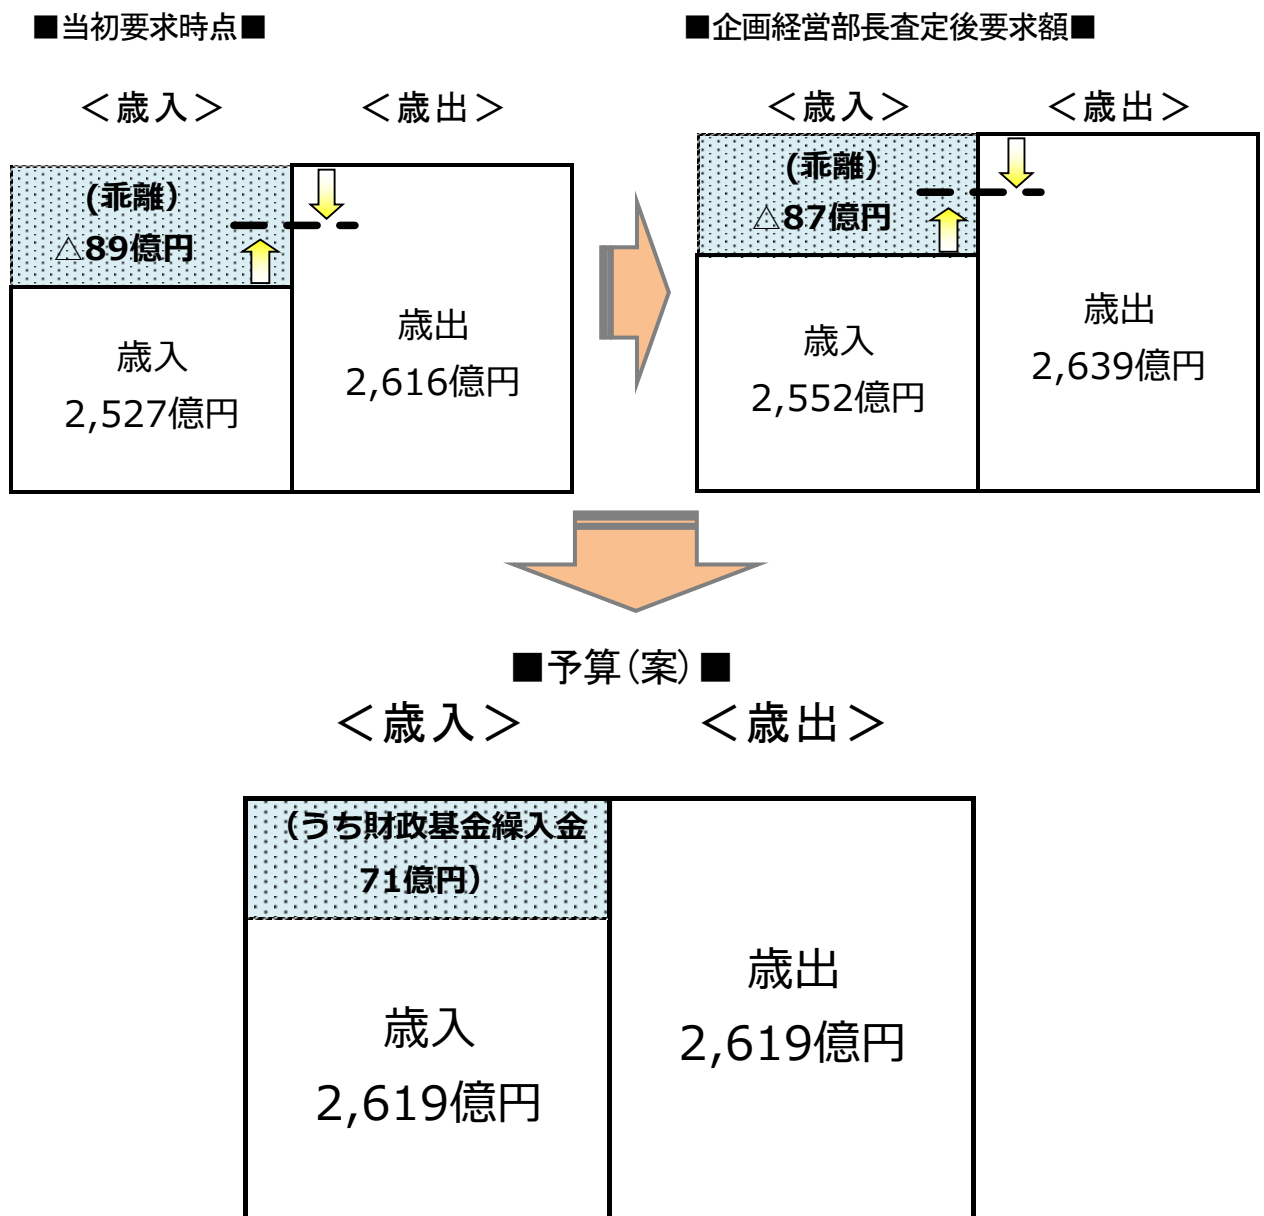 ■当初要求時点■
＜歳入＞ ＜歳出＞
(乖離)
△89億円
歳入
2,527億円
歳出
2,616億円
■企画経営部長査定後要求額■
＜歳入＞ ＜歳出＞
(乖離)
△87億円
歳入
2,552億円
歳出
2,639億円
■予算(案)■
＜歳入＞ ＜歳出＞
（うち財政基金繰入金
71億円）
歳入
2,619億円
歳出
2,619億円